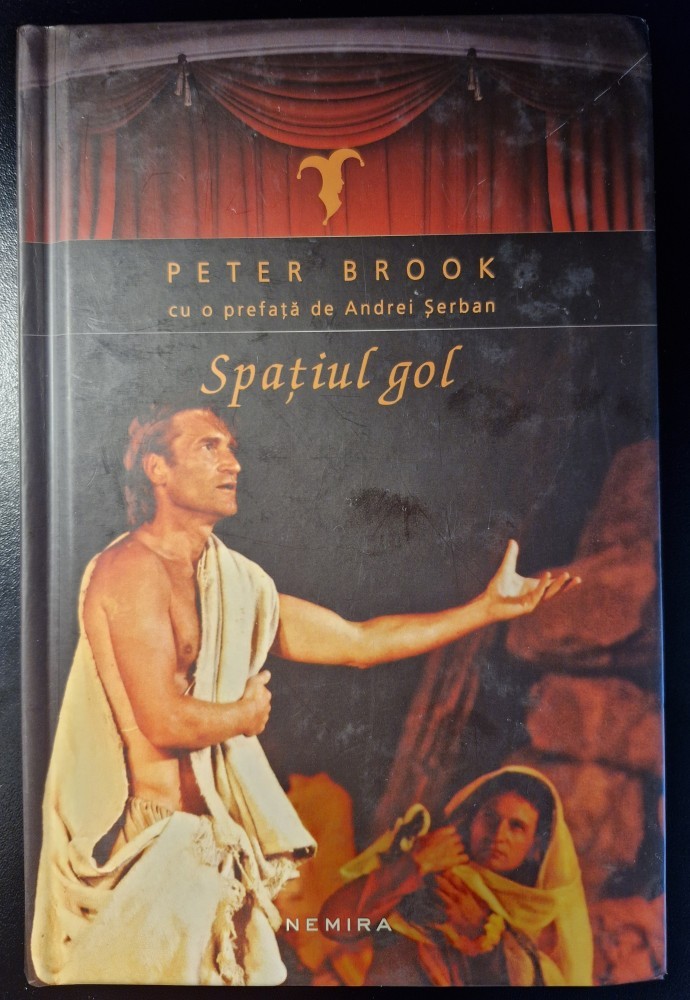 PETER BROOK
cu o prefață de Andrei Șerban
Spațiul gol
NEMIRA